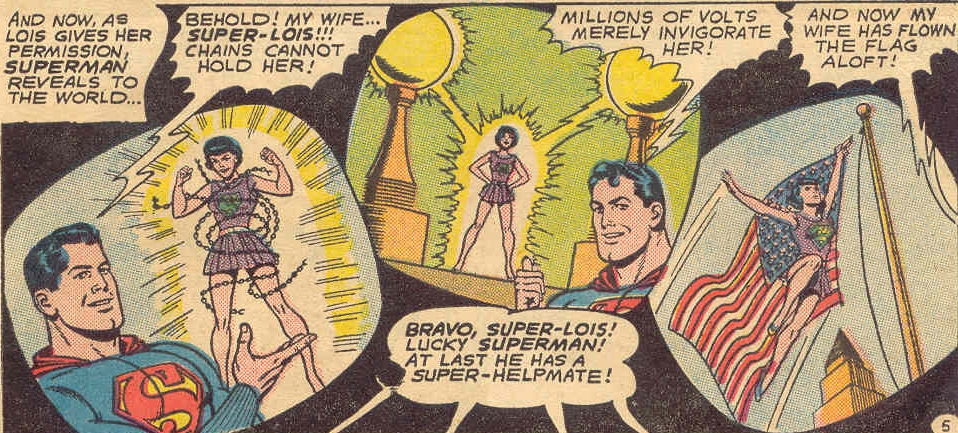 AND NOW, AS
LOIS GIVES HER
PERMISSION,
SUPERMAN
REVEALS TO
THE WORLD...
BEHOLD! MY WIFE...
SUPER-LOIS!!!
CHAINS CANNOT
HOLD HER!
MILLIONS OF VOLTS
MERELY INVIGORATE
HER!
AND NOW MY
WIFE HAS FLOWN
THE FLAG
ALOFT!
BRAVO, SUPER-LOIS!
LUCKY SUPERMAN!
AT LAST HE HAS A
SUPER-HELPMATE!
S
5